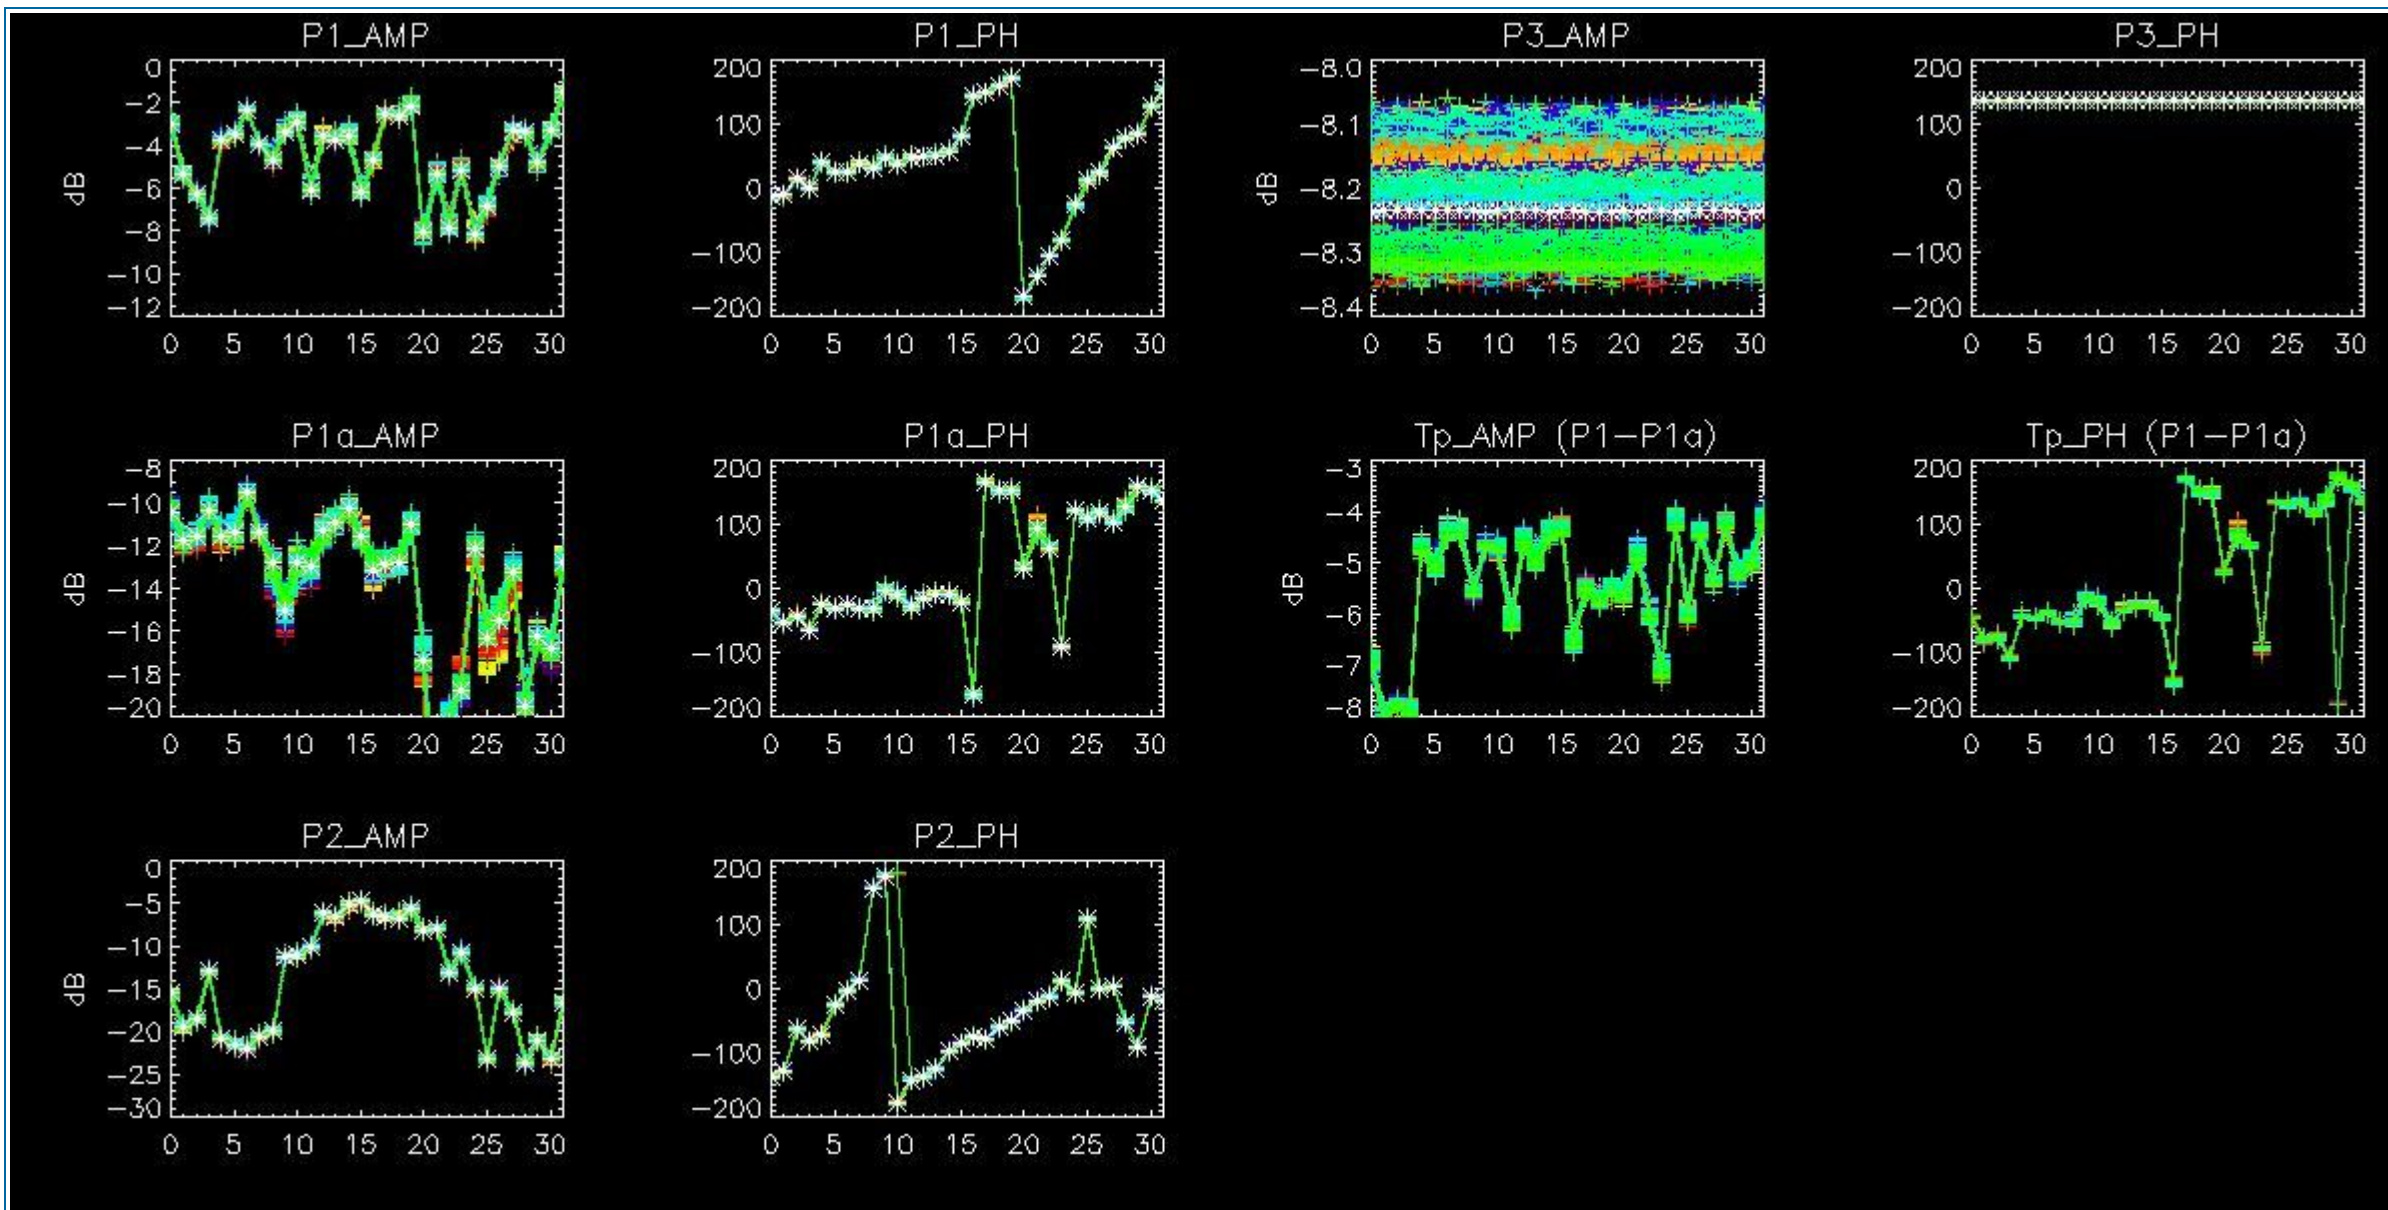 P1_AMP
0
−2
−4
−6
−8
−10
−12
dB
0 5 10 15 20 25 30
P1_PH
200
100
0
−100
−200
0 5 10 15 20 25 30
P3_AMP
−8.0
−8.1
−8.2
−8.3
−8.4
dB
0 5 10 15 20 25 30
P3_PH
200
100
0
−100
−200
0 5 10 15 20 25 30
P1a_AMP
−8
−10
−12
−14
−16
−18
−20
dB
0 5 10 15 20 25 30
P1a_PH
200
100
0
−100
−200
0 5 10 15 20 25 30
Tp_AMP (P1−P1a)
−3
−4
−5
−6
−7
−8
dB
0 5 10 15 20 25 30
Tp_PH (P1−P1a)
200
100
0
−100
−200
0 5 10 15 20 25 30
P2_AMP
0
−5
−10
−15
−20
−25
−30
dB
0 5 10 15 20 25 30
P2_PH
200
100
0
−100
−200
0 5 10 15 20 25 30